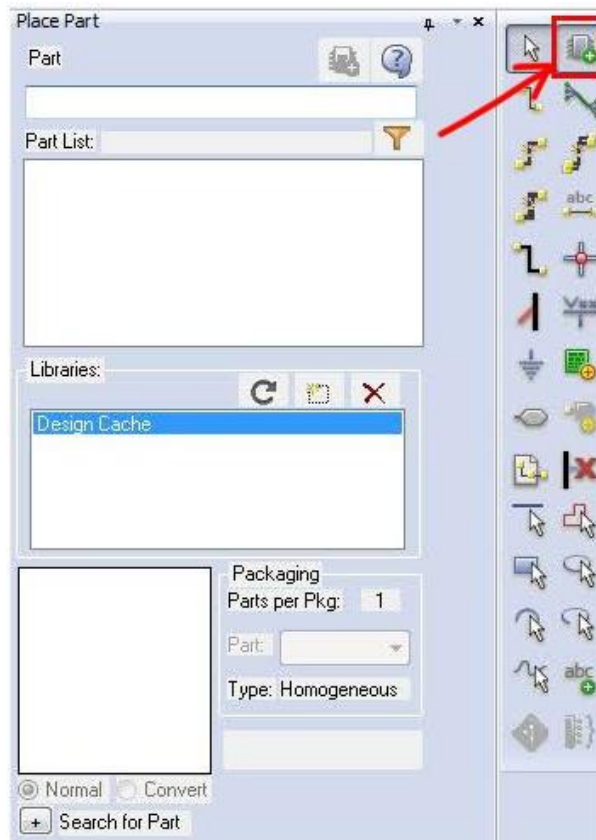 Place Part
Part
Part List:
abc
Libraries:
Design Cache
Packaging
Parts per Pkg: 1
Part:
Type: Homogeneous
abc
Normal Convert
+ Search for Part